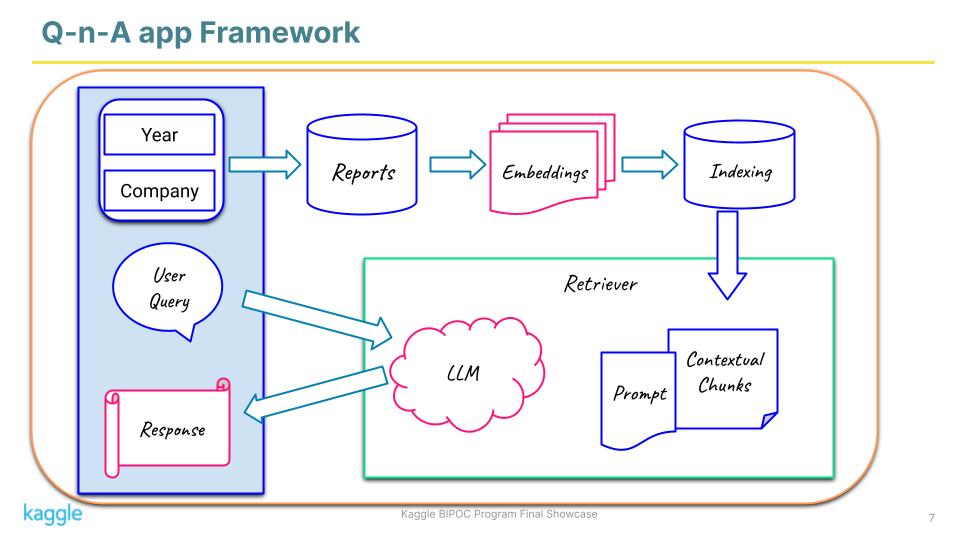 Q-n-A app Framework
Year
Company
Reports
Embeddings
Indexing
User
Query
Retriever
LLM
Prompt
Contextual
Chunks
Response
kaggle
Kaggle BIPOC Program Final Showcase
7